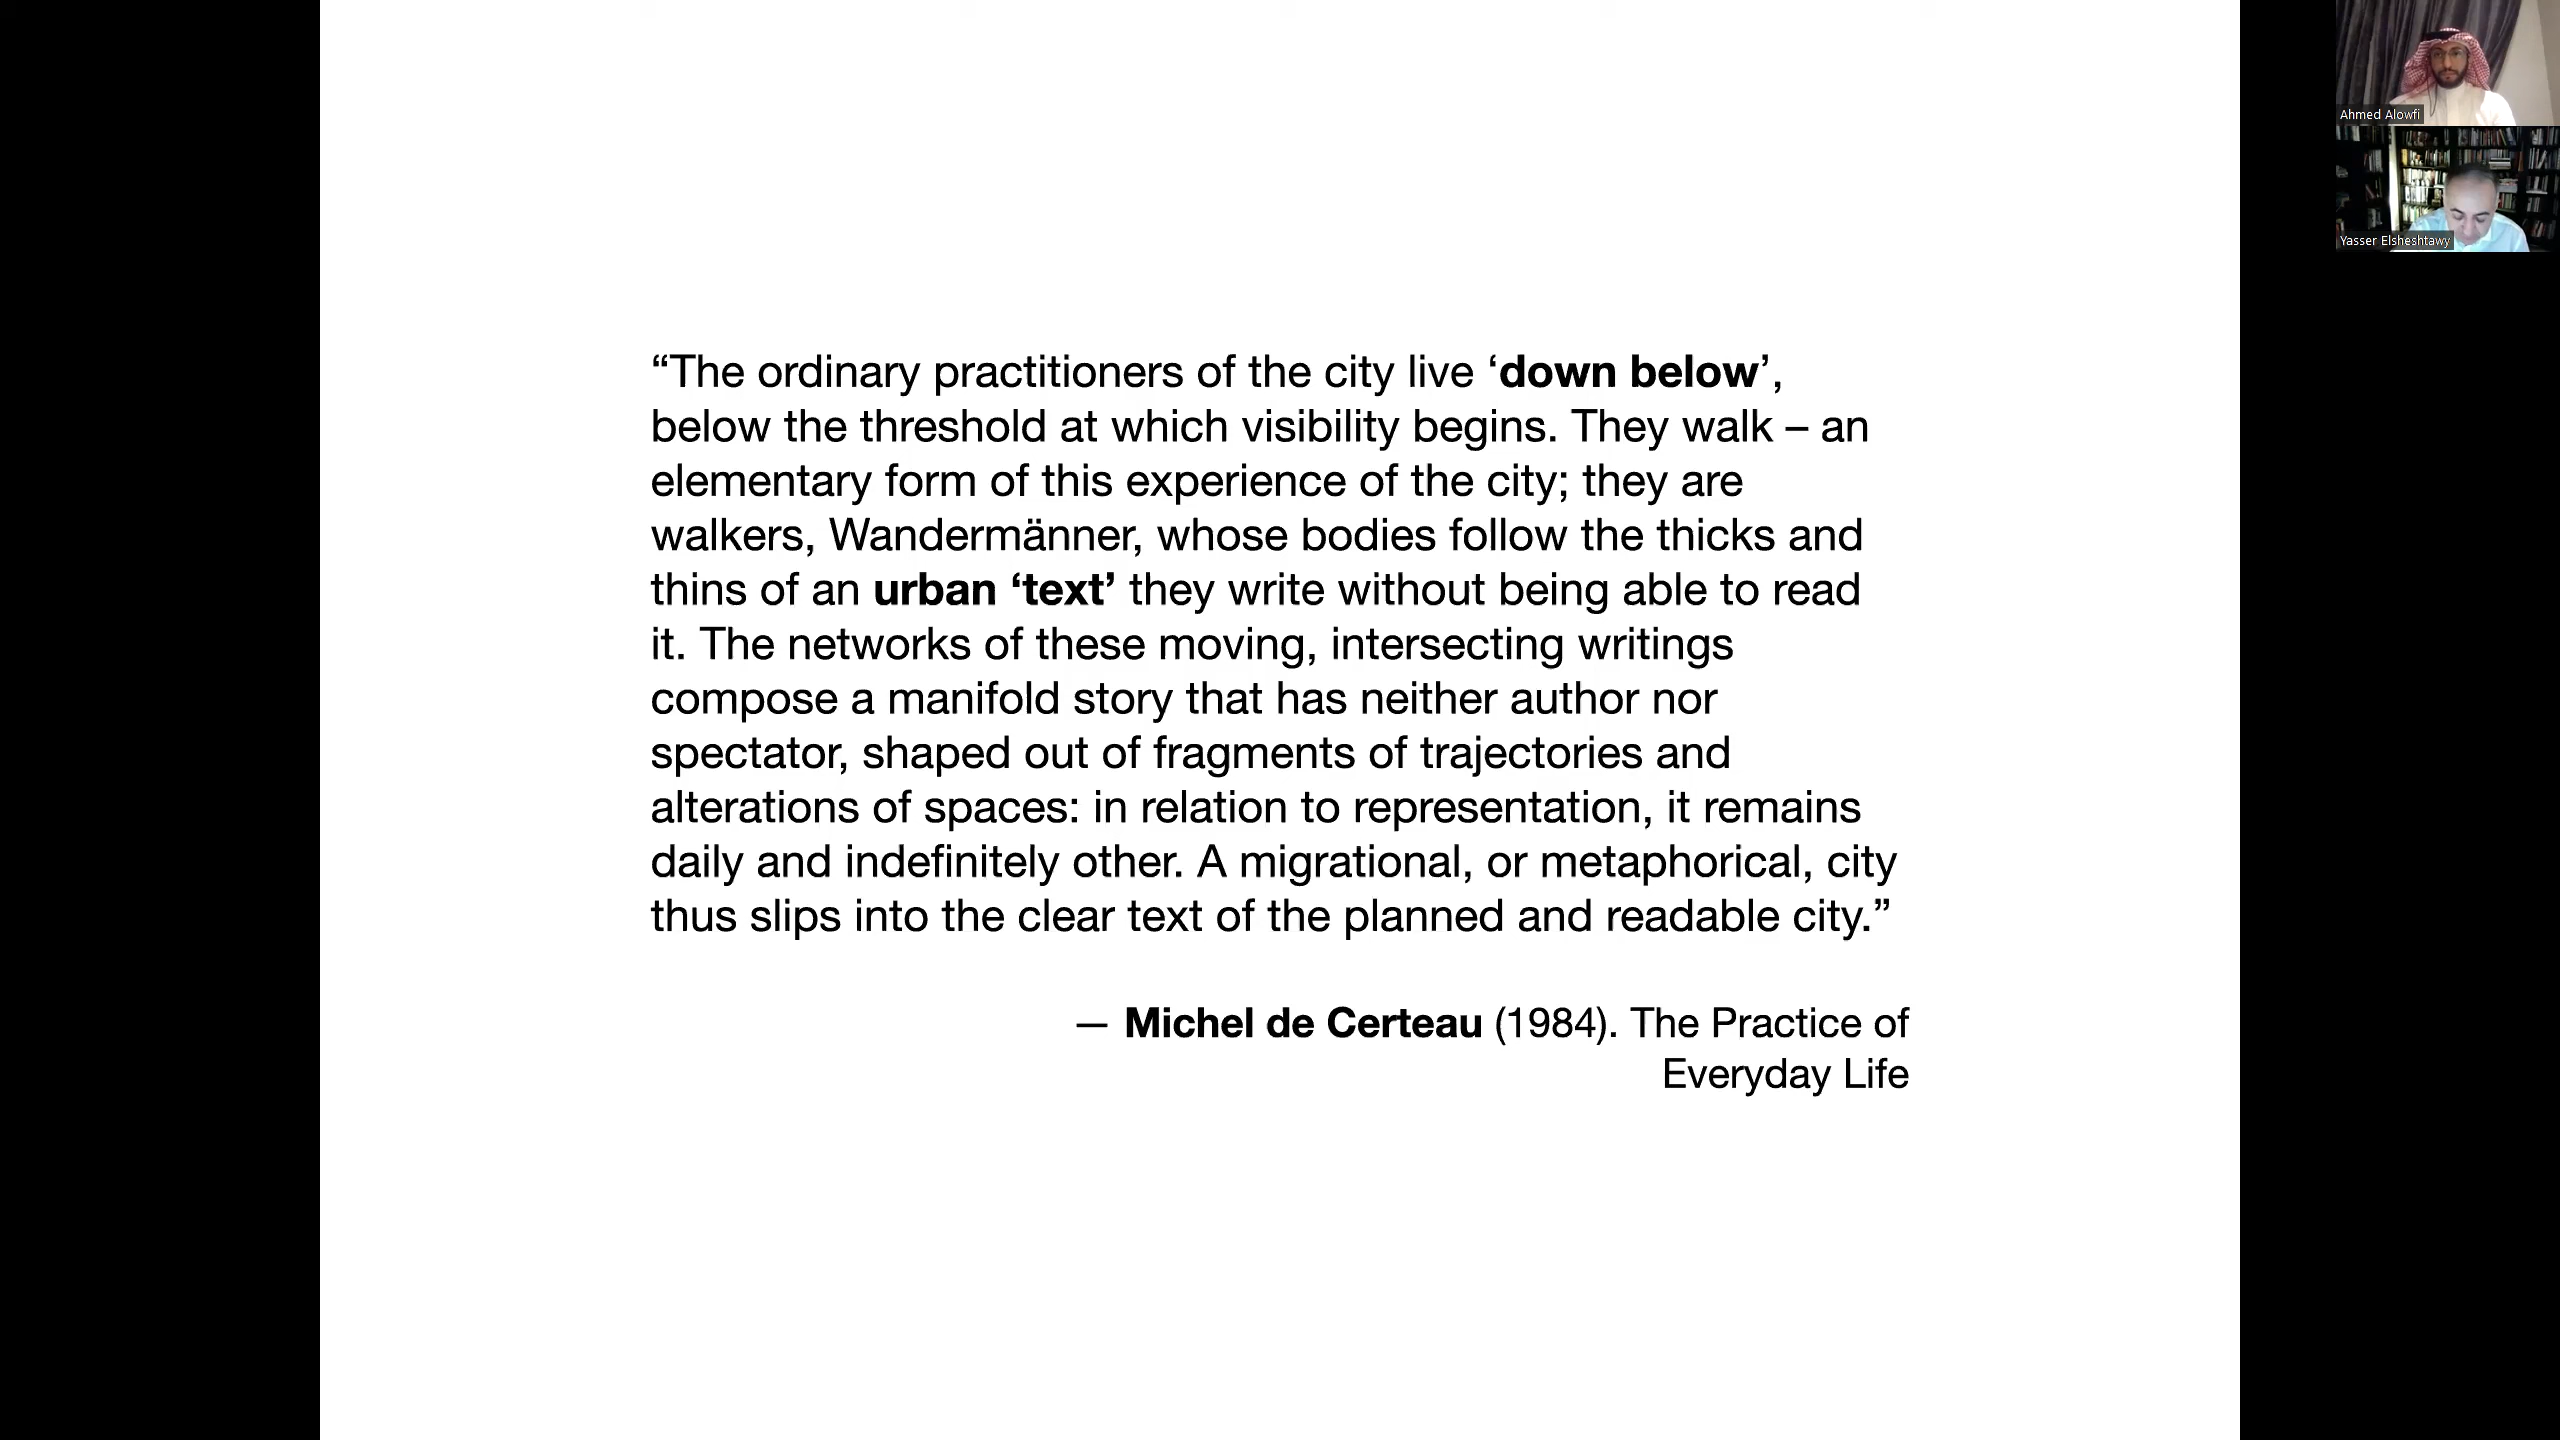 “The ordinary practitioners of the city live ‘down below’,
below the threshold at which visibility begins. They walk – an
elementary form of this experience of the city; they are
walkers, Wandermänner, whose bodies follow the thicks and
thins of an urban ‘text’ they write without being able to read
it. The networks of these moving, intersecting writings
compose a manifold story that has neither author nor
spectator, shaped out of fragments of trajectories and
alterations of spaces: in relation to representation, it remains
daily and indefinitely other. A migrational, or metaphorical, city
thus slips into the clear text of the planned and readable city.”
— Michel de Certeau (1984). The Practice of
Everyday Life
Ahmed Alowfi
Yasser Elsheshtawy